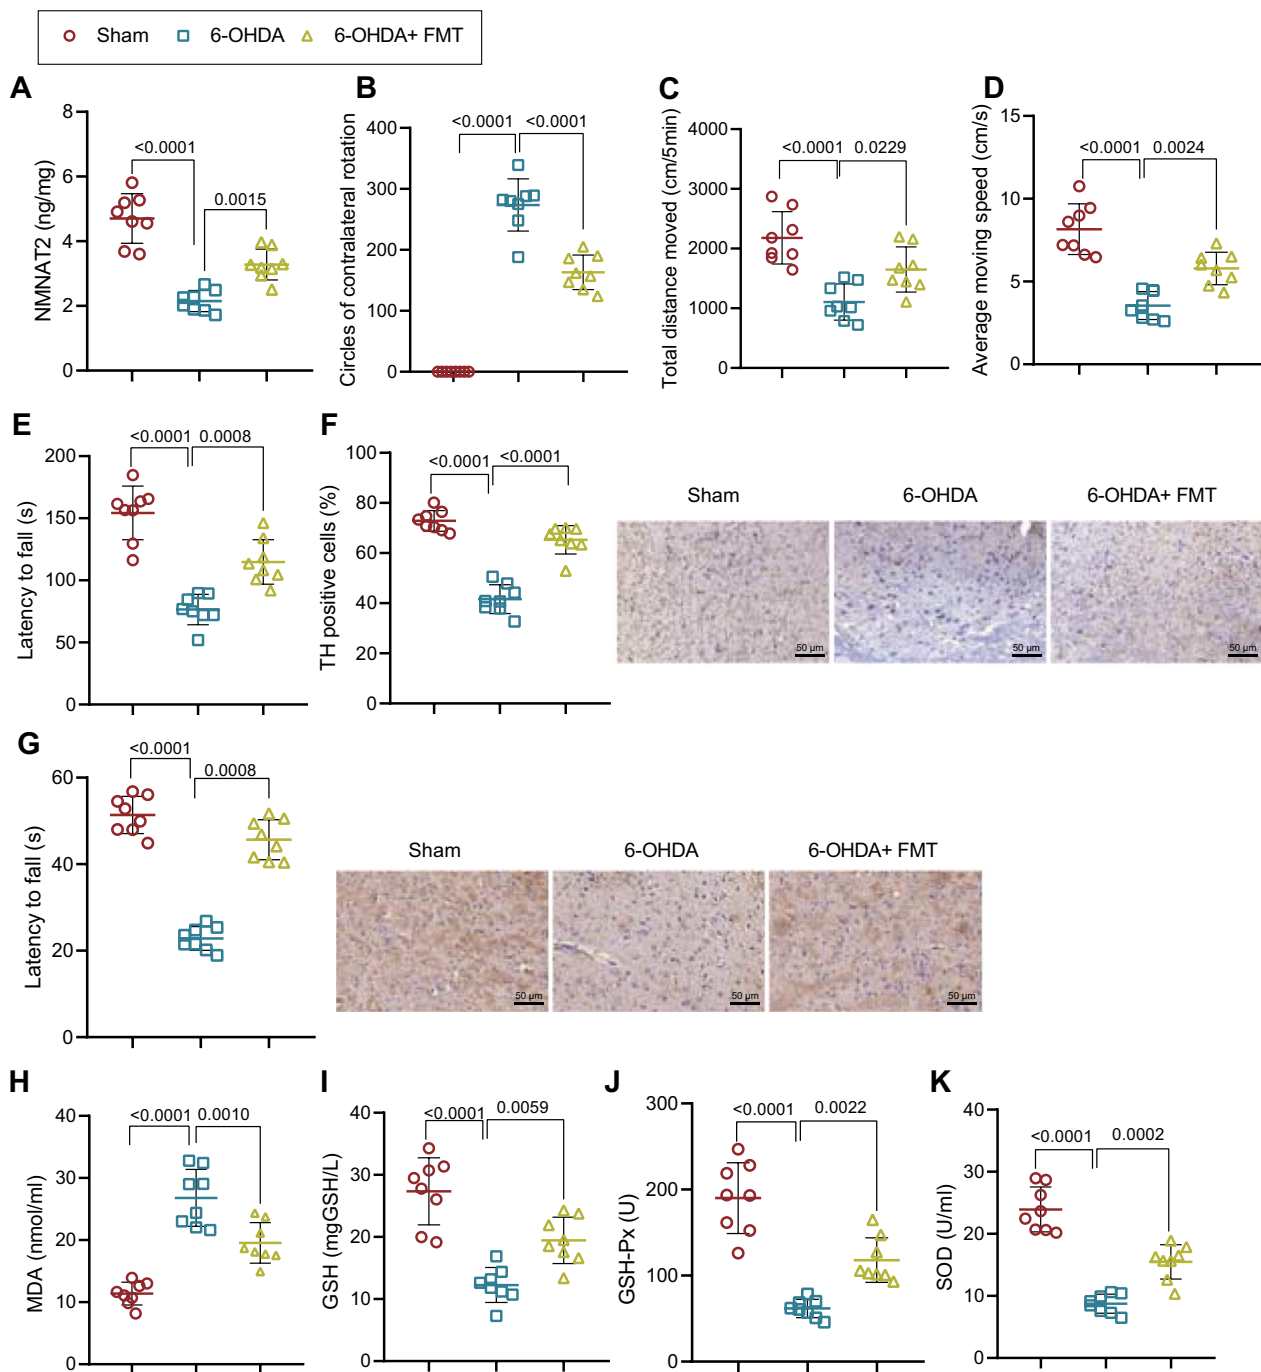 Sham 6-OHDA 6-OHDA+ FMT
A
NMNAT2 (ng/mg)
8
6
4
2
0
<0.0001
0.0015
B
Circles of contralateral rotation
400
300
200
100
0
<0.0001 <0.0001
C
Total distance moved (cm/5min)
4000
3000
2000
1000
0
<0.0001 0.0229
D
Average moving speed (cm/s)
15
10
5
0
<0.0001 0.0024
E
Latency to fall (s)
200
150
100
50
0
<0.0001 0.0008
F
TH positive cells (%)
100
80
60
40
20
0
<0.0001 <0.0001
Sham 6-OHDA 6-OHDA+ FMT
50 μm 50 μm 50 μm
G
Latency to fall (s)
60
40
20
0
<0.0001
0.0008
Sham 6-OHDA 6-OHDA+ FMT
50 μm 50 μm 50 μm
H
MDA (nmol/ml)
40
30
20
10
0
<0.0001 0.0010
I
GSH (mgGSH/L)
40
30
20
10
0
<0.0001 0.0059
J
GSH-Px (U)
300
200
100
0
<0.0001 0.0022
K
SOD (U/ml)
40
30
20
10
0
<0.0001 0.0002